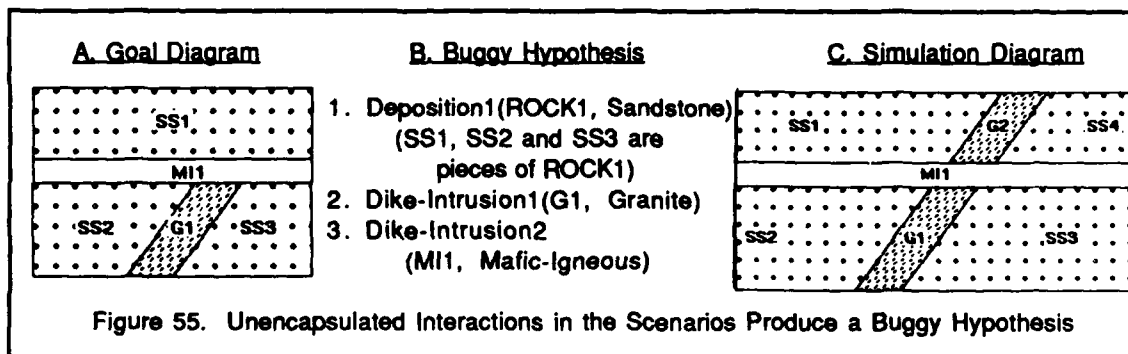 A. Goal Diagram
SS1
MI1
SS2
G1
SS3
B. Buggy Hypothesis
1. Deposition1(ROCK1, Sandstone)
(SS1, SS2 and SS3 are
pieces of ROCK1)
2. Dike-Intrusion1(G1, Granite)
3. Dike-Intrusion2
(MI1, Mafic-Igneous)
C. Simulation Diagram
SS1
G2
SS4
MI1
SS2
G1
SS3
Figure 55. Unencapsulated Interactions in the Scenarios Produce a Buggy Hypothesis